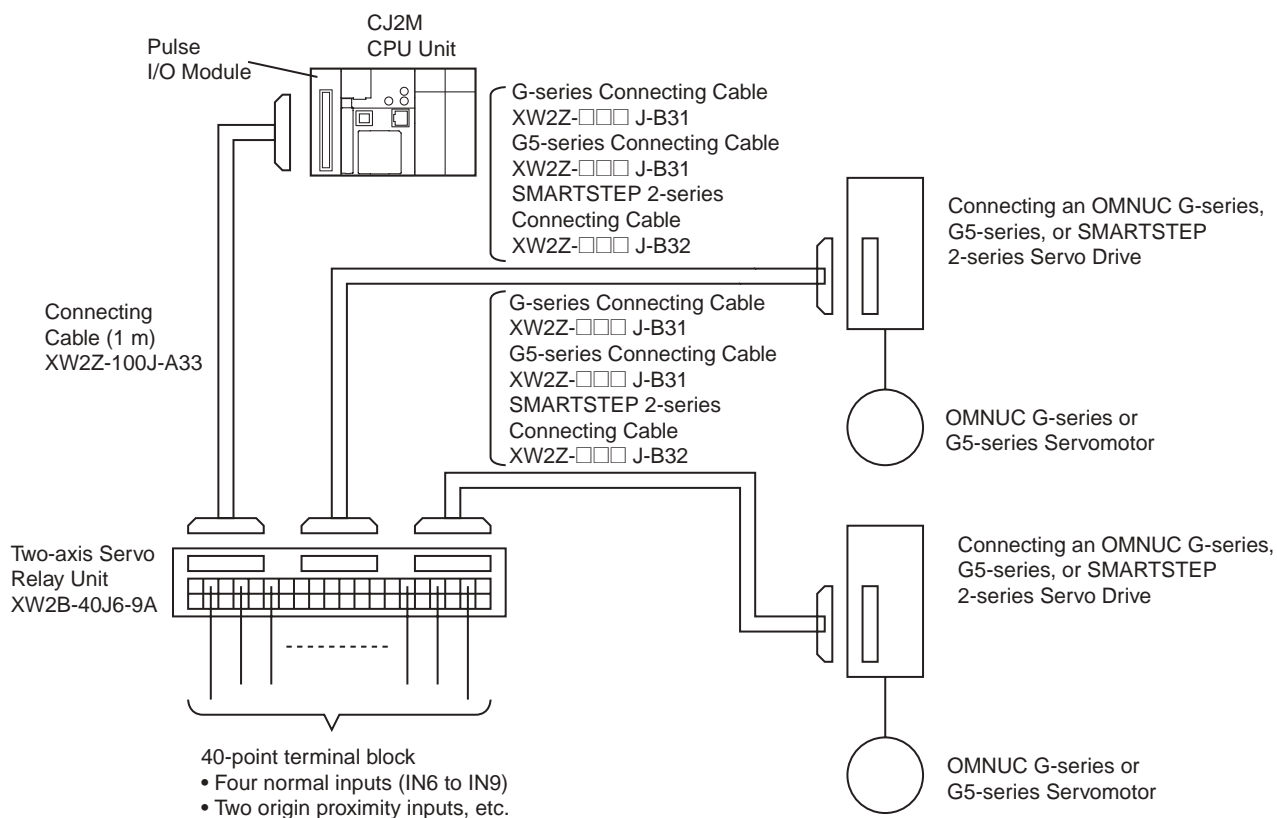 CJ2M
CPU Unit
Pulse
I/O Module
G-series Connecting Cable
XW2Z-□□□ J-B31
G5-series Connecting Cable
XW2Z-□□□ J-B31
SMARTSTEP 2-series
Connecting Cable
XW2Z-□□□ J-B32
Connecting an OMNUC G-series,
G5-series, or SMARTSTEP
2-series Servo Drive
Connecting
Cable (1 m)
XW2Z-100J-A33
G-series Connecting Cable
XW2Z-□□□ J-B31
G5-series Connecting Cable
XW2Z-□□□ J-B31
SMARTSTEP 2-series
Connecting Cable
XW2Z-□□□ J-B32
OMNUC G-series or
G5-series Servomotor
Two-axis Servo
Relay Unit
XW2B-40J6-9A
Connecting an OMNUC G-series,
G5-series, or SMARTSTEP
2-series Servo Drive
40-point terminal block
• Four normal inputs (IN6 to IN9)
• Two origin proximity inputs, etc.
OMNUC G-series or
G5-series Servomotor